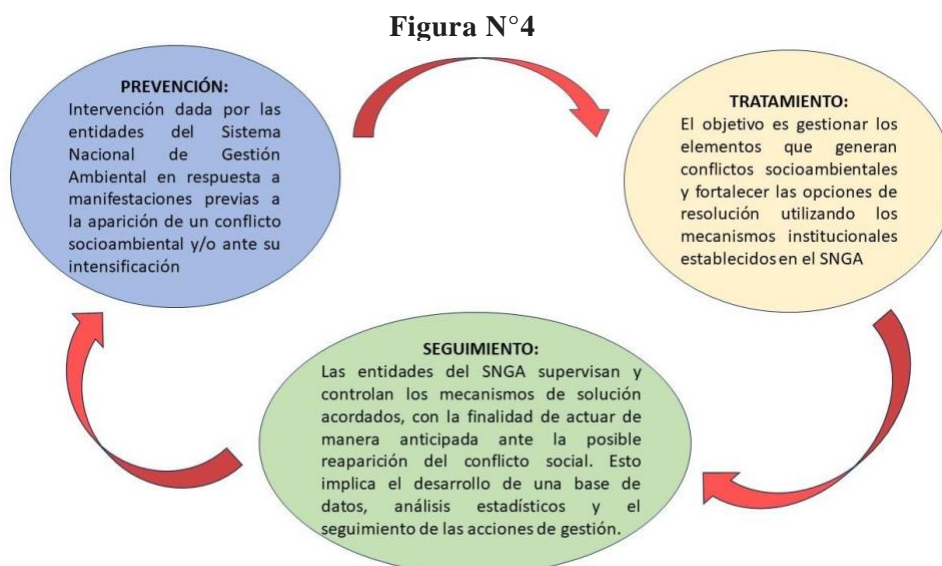 Figura N°4
PREVENCIÓN:
Intervención dada por las
entidades del Sistema
Nacional de Gestión
Ambiental en respuesta a
manifestaciones previas a
la aparición de un conflicto
socioambiental y/o ante su
intensificación
TRATAMIENTO:
El objetivo es gestionar los
elementos que generan
conflictos socioambientales
y fortalecer las opciones de
resolución utilizando los
mecanismos institucionales
establecidos en el SNGA
SEGUIMIENTO:
Las entidades del SNGA supervisan y
controlan los mecanismos de solución
acordados, con la finalidad de actuar de
manera anticipada ante la posible
reaparición del conflicto social. Esto
implica el desarrollo de una base de
datos, análisis estadísticos y el
seguimiento de las acciones de gestión.